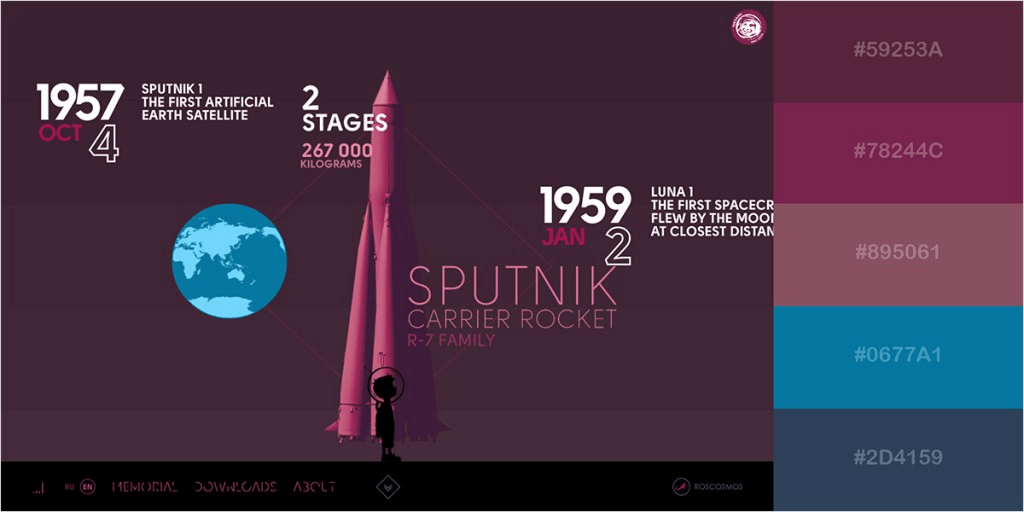 1957
OCT 4
SPUTNIK 1
THE FIRST ARTIFICIAL
EARTH SATELLITE
2
STAGES
267 000
KILOGRAMS
1959
JAN 2
LUNA 1
THE FIRST SPACECR
FLEW BY THE MOO
AT CLOSEST DISTAN
SPUTNIK
CARRIER ROCKET
R-7 FAMILY
RU EN MEMORIAL DOWNLOADS ABOUT
ROSCOSMOS
#59253A
#78244C
#895061
#0677A1
#2D4159